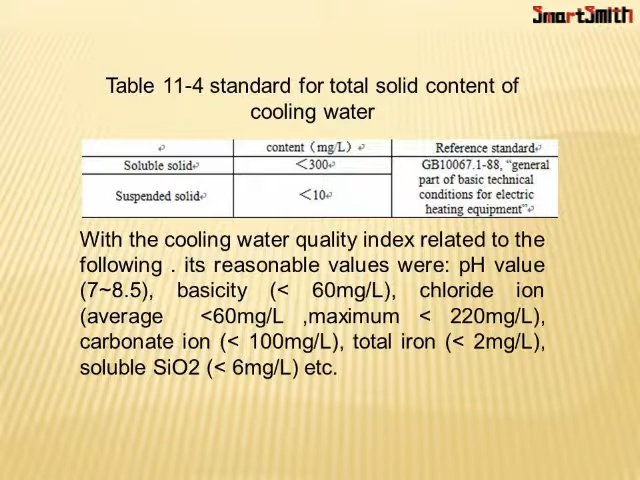 SmartSmith
Table 11-4 standard for total solid content of
cooling water
content（mg/L） Reference standard
Soluble solid ＜300 GB10067.1-88, “general
part of basic technical
conditions for electric
heating equipment”
Suspended solid ＜10
With the cooling water quality index related to the
following . its reasonable values were: pH value
(7~8.5), basicity (< 60mg/L), chloride ion
(average <60mg/L ,maximum < 220mg/L),
carbonate ion (< 100mg/L), total iron (< 2mg/L),
soluble SiO2 (< 6mg/L) etc.